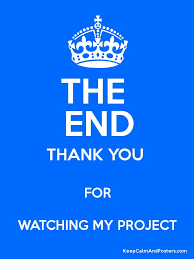 THE
END
THANK YOU
FOR
WATCHING MY PROJECT
KeepCalmAndPosters.com